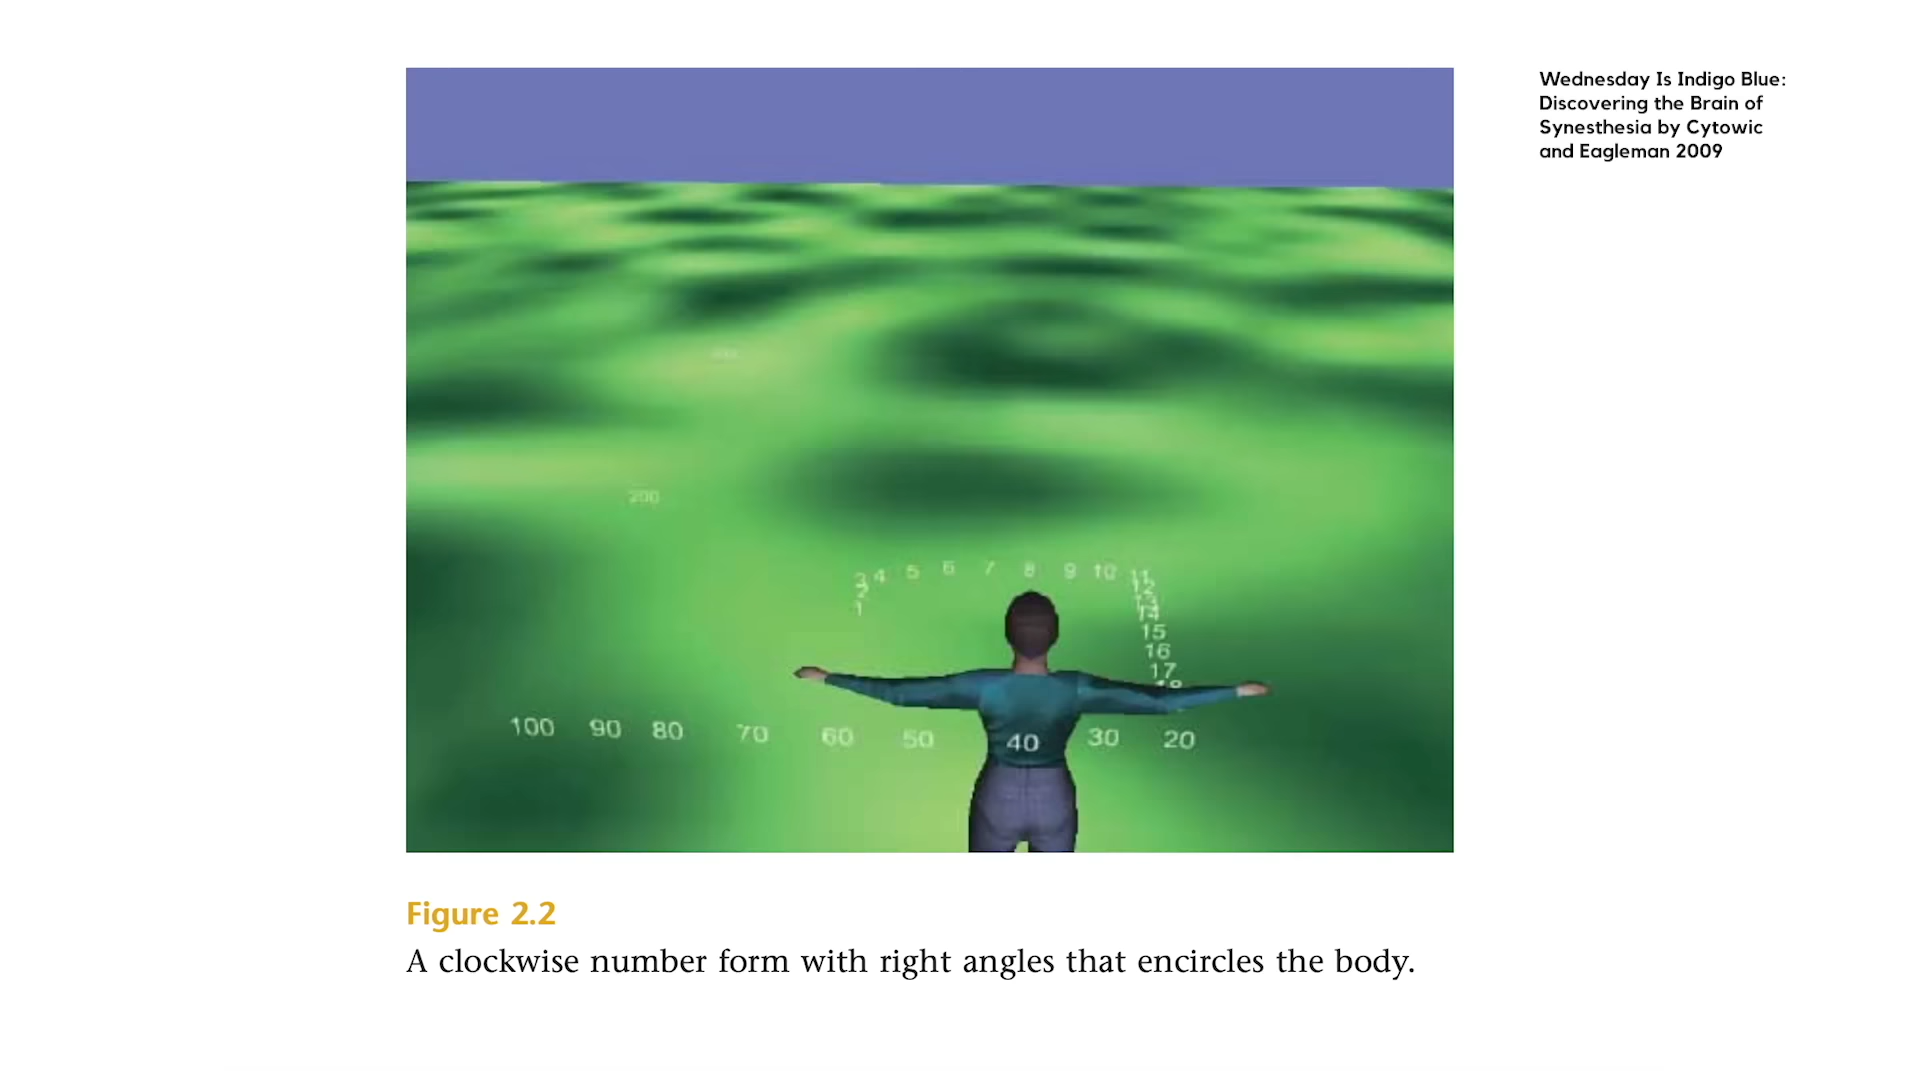 Wednesday Is Indigo Blue:
Discovering the Brain of
Synesthesia by Cytowic
and Eagleman 2009
200
3 4 5 6 7 8 9 10 11
2 12
1 13
14
15
16
17
18
100 90 80 70 60 50 40 30 20
Figure 2.2
A clockwise number form with right angles that encircles the body.